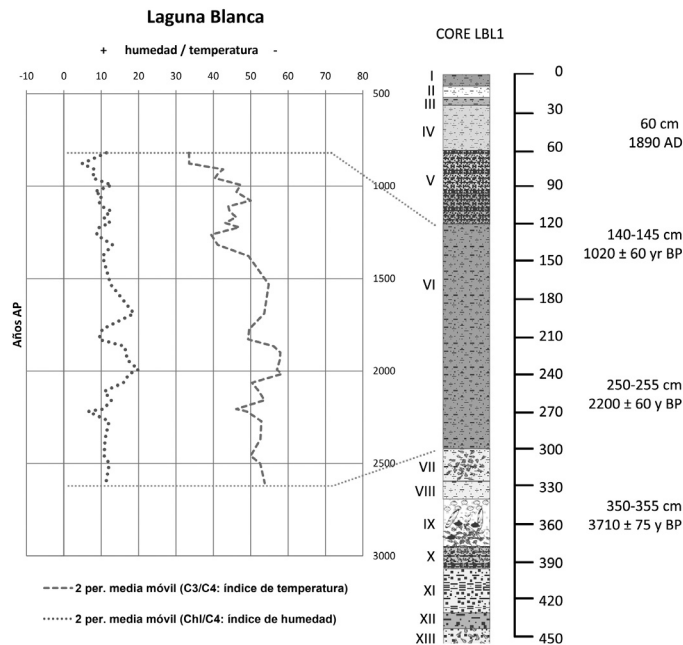 Laguna Blanca
+ humedad / temperatura -
-10 0 10 20 30 40 50 60 70 80
500
1000
1500
2000
2500
3000
Años AP
2 per. media móvil (C3/C4: índice de temperatura)
2 per. media móvil (Chl/C4: índice de humedad)
CORE LBL1
I
II
III
IV
V
VI
VII
VIII
IX
X
XI
XII
XIII
0
30
60
90
120
150
180
210
240
270
300
330
360
390
420
450
60 cm
1890 AD
140-145 cm
1020 ± 60 yr BP
250-255 cm
2200 ± 60 y BP
350-355 cm
3710 ± 75 y BP